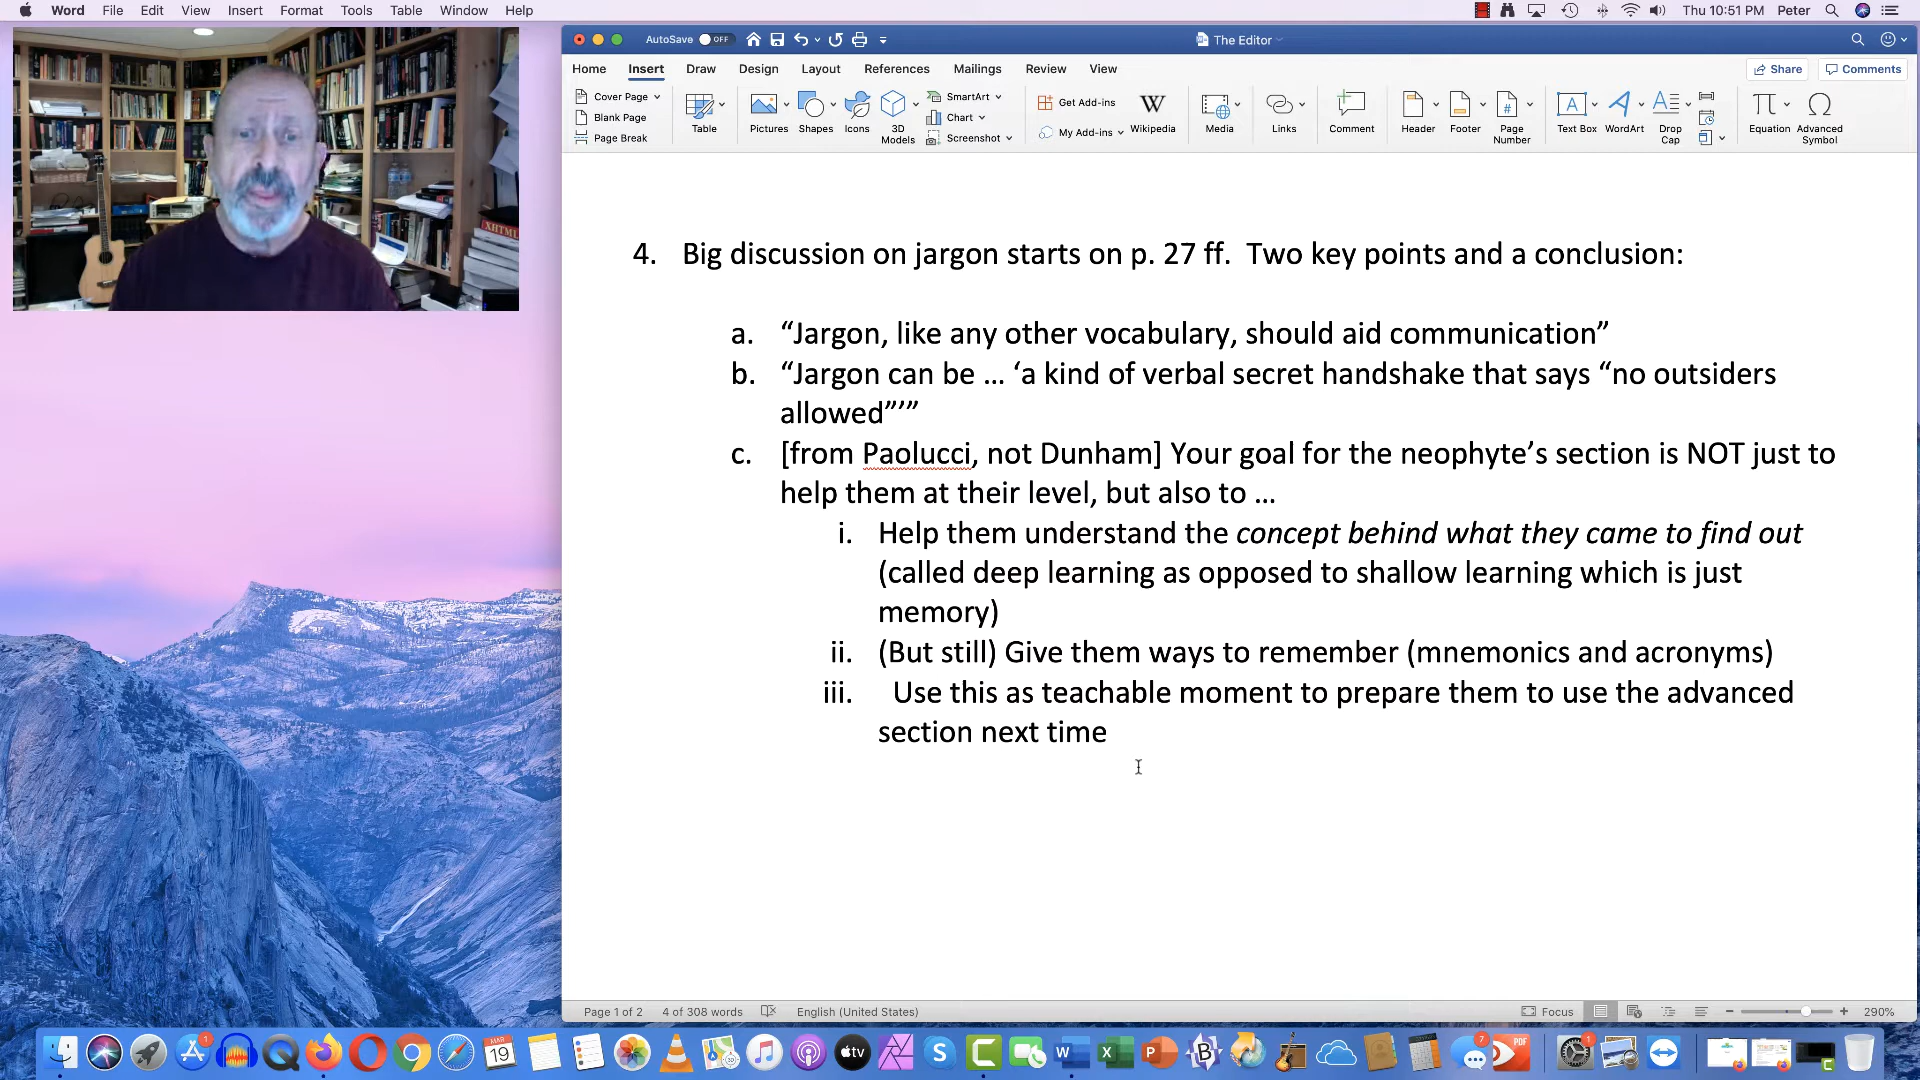 Word File Edit View Insert Format Tools Table Window Help
Thu 10:51 PM Peter
AutoSave OFF
The Editor
Home Insert Draw Design Layout References Mailings Review View
Share Comments
Cover Page
Blank Page
Page Break
Table
Pictures
Shapes
Icons
3D Models
SmartArt
Chart
Screenshot
Get Add-ins
My Add-ins
W
Wikipedia
Media
Links
Comment
Header
Footer
Page Number
Text Box
WordArt
Drop Cap
Equation
Advanced Symbol
XHTML
4. Big discussion on jargon starts on p. 27 ff.  Two key points and a conclusion:
a. “Jargon, like any other vocabulary, should aid communication”
b. “Jargon can be … ‘a kind of verbal secret handshake that says “no outsiders
allowed”’”
c. [from Paolucci, not Dunham] Your goal for the neophyte’s section is NOT just to
help them at their level, but also to …
i. Help them understand the concept behind what they came to find out
(called deep learning as opposed to shallow learning which is just
memory)
ii. (But still) Give them ways to remember (mnemonics and acronyms)
iii. Use this as teachable moment to prepare them to use the advanced
section next time
Page 1 of 2 4 of 308 words English (United States) Focus 290%
MAR 19
tv
7
PDF
1